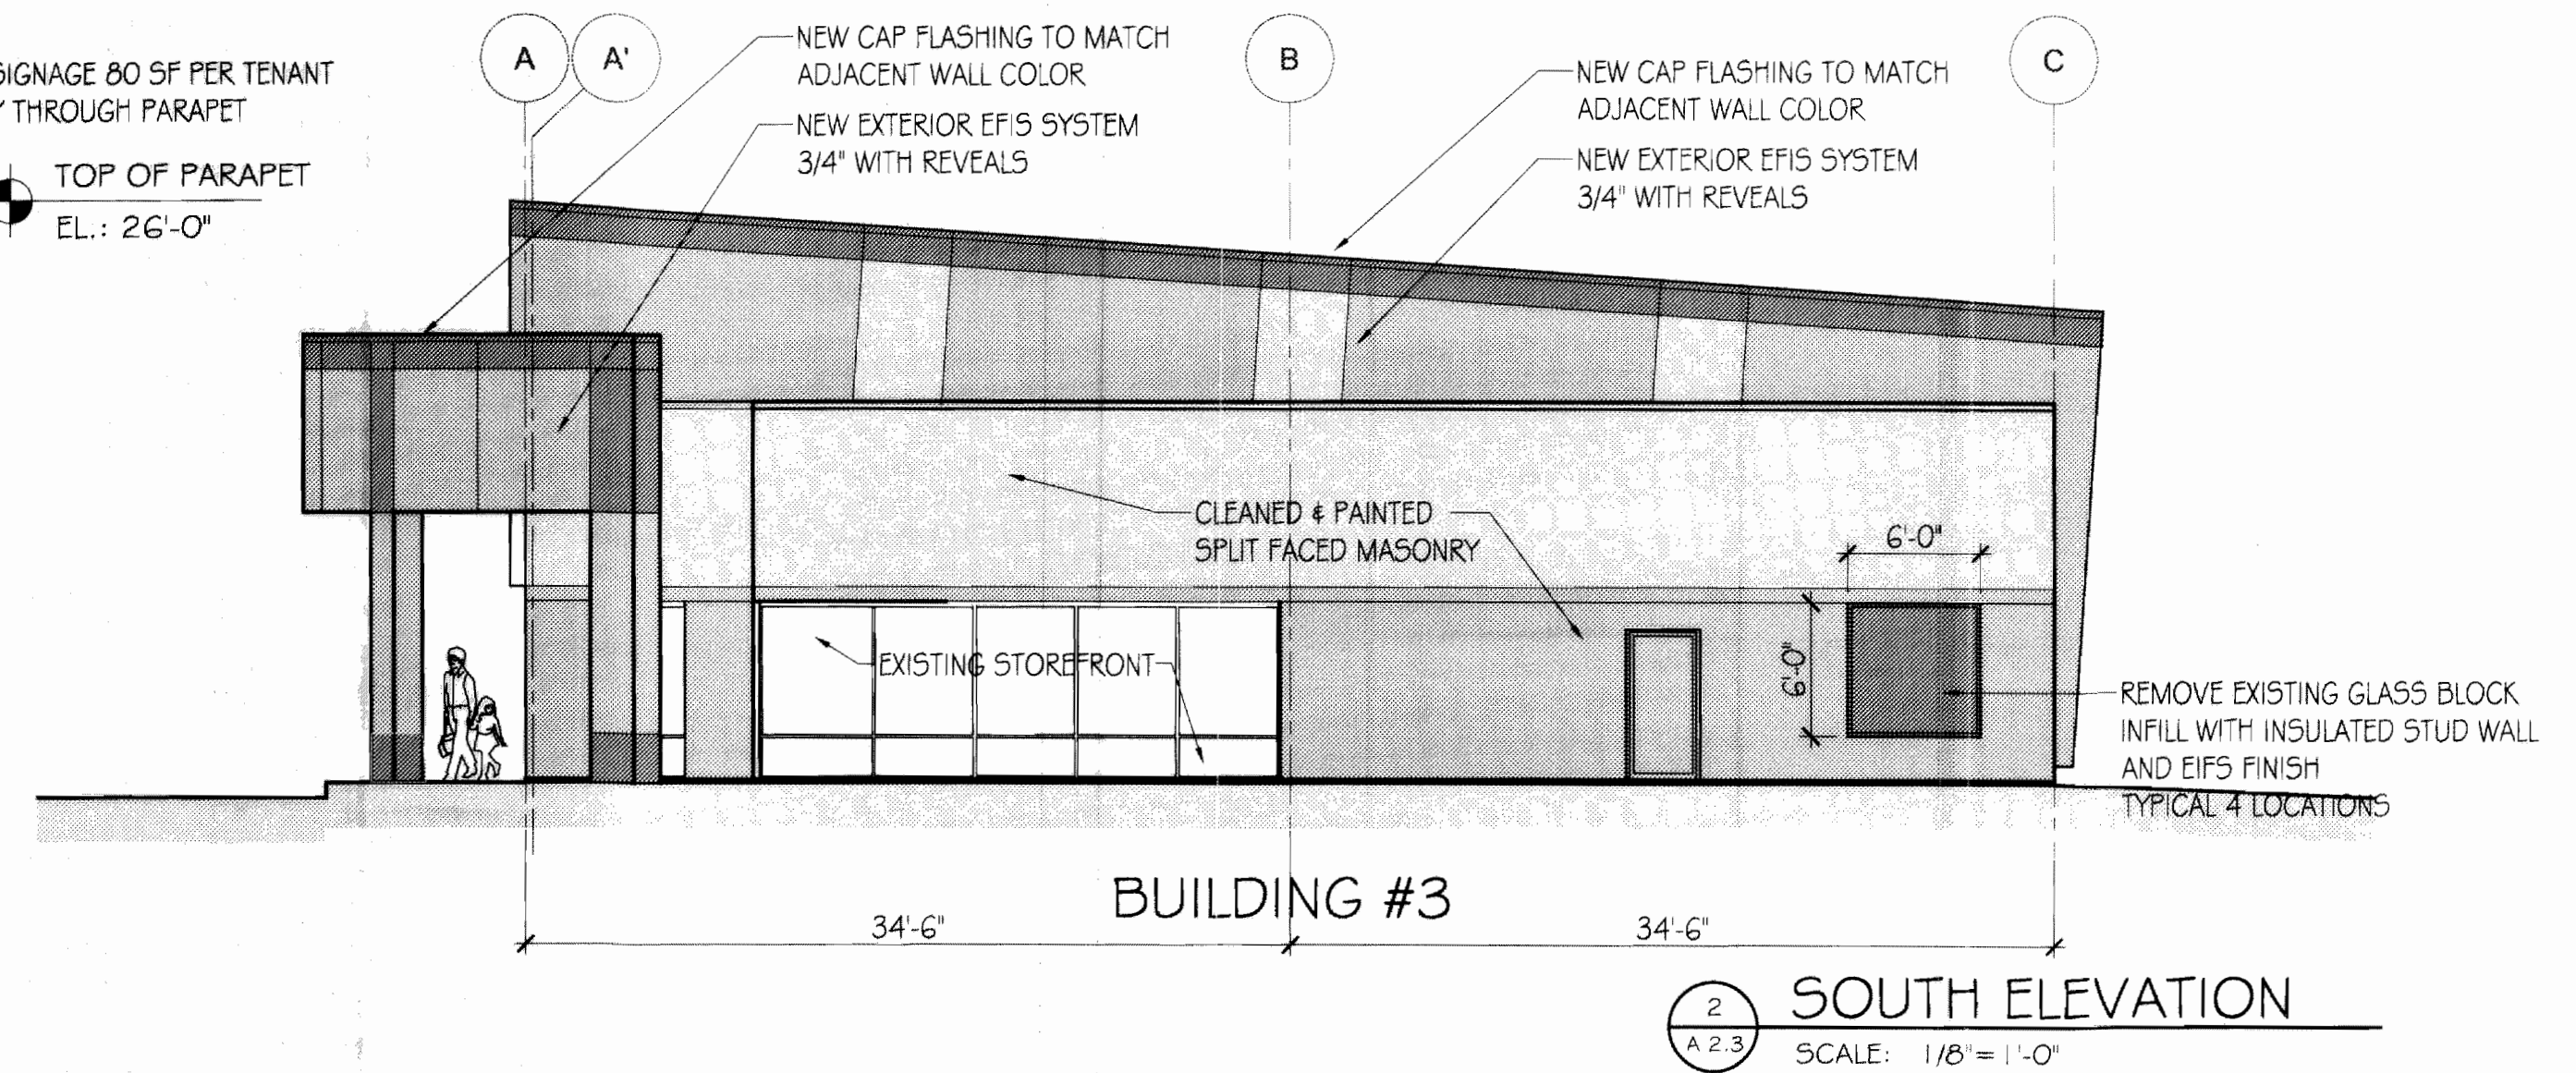 SIGNAGE 80 SF PER TENANT
THROUGH PARAPET
TOP OF PARAPET
EL.: 26'-0"
A
A'
NEW CAP FLASHING TO MATCH
ADJACENT WALL COLOR
NEW EXTERIOR EFIS SYSTEM
3/4" WITH REVEALS
B
NEW CAP FLASHING TO MATCH
ADJACENT WALL COLOR
NEW EXTERIOR EFIS SYSTEM
3/4" WITH REVEALS
C
CLEANED & PAINTED
SPLIT FACED MASONRY
6'-0"
6'-0"
EXISTING STOREFRONT
REMOVE EXISTING GLASS BLOCK
INFILL WITH INSULATED STUD WALL
AND EIFS FINISH
TYPICAL 4 LOCATIONS
BUILDING #3
34'-6"
34'-6"
2
A 2.3
SOUTH ELEVATION
SCALE: 1/8"= 1'-0"